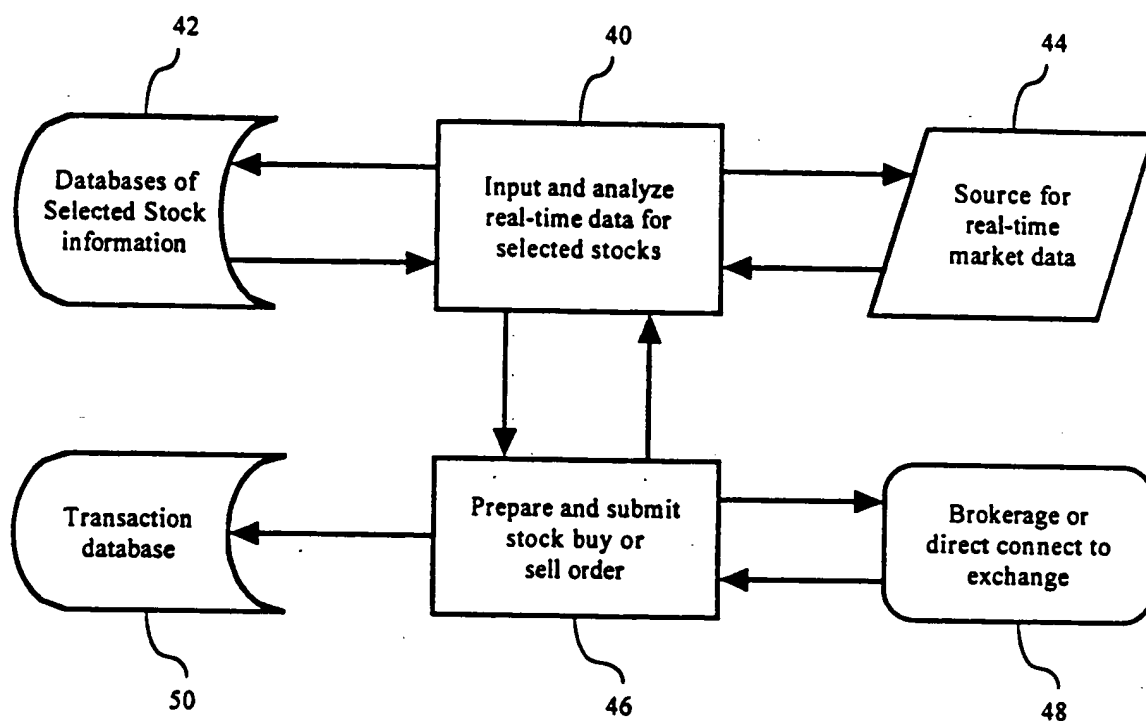 42
40
44
Databases of
Selected Stock
information
Input and analyze
real-time data for
selected stocks
Source for
real-time
market data
Transaction
database
Prepare and submit
stock buy or
sell order
Brokerage or
direct connect to
exchange
50
46
48